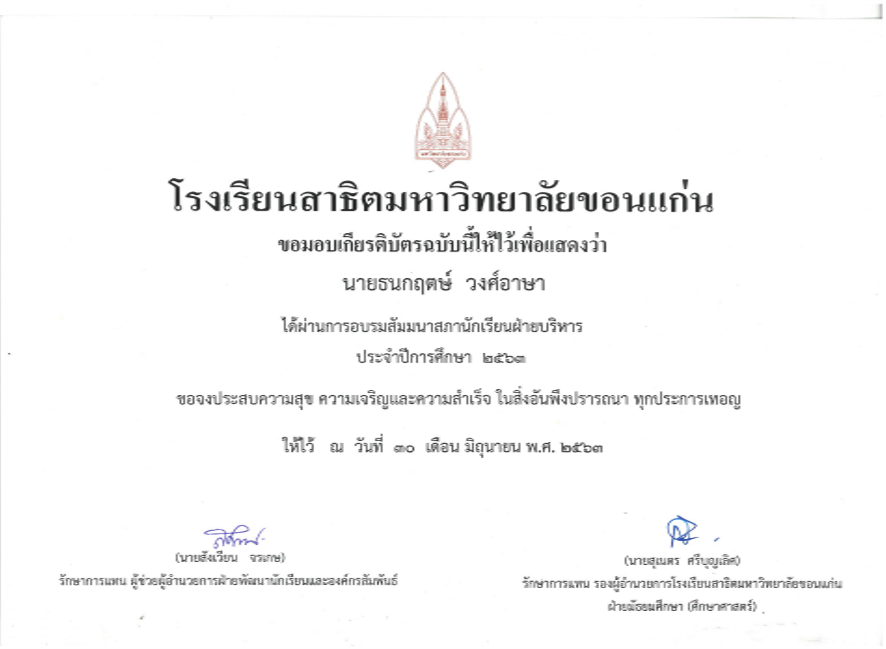 มหาวิทยาลัยขอนแก่น
โรงเรียนสาธิตมหาวิทยาลัยขอนแก่น
ขอมอบเกียรติบัตรฉบับนี้ให้ไว้เพื่อแสดงว่า
นายธนกฤตษ์ วงศ์อาษา
ได้ผ่านการอบรมสัมมนาสภานักเรียนฝ่ายบริหาร
ประจำปีการศึกษา ๒๕๖๓
ขอจงประสบความสุข ความเจริญและความสำเร็จ ในสิ่งอันพึงปรารถนา ทุกประการเทอญ
ให้ไว้ ณ วันที่ ๓๐ เดือน มิถุนายน พ.ศ. ๒๕๖๓
(นายสังเวียน จรเกษ)
รักษาการแทน ผู้ช่วยผู้อำนวยการฝ่ายพัฒนานักเรียนและองค์กรสัมพันธ์
(นายสุเนตร ศรีบุญเลิศ)
รักษาการแทน รองผู้อำนวยการโรงเรียนสาธิตมหาวิทยาลัยขอนแก่น
ฝ่ายมัธยมศึกษา (ศึกษาศาสตร์)